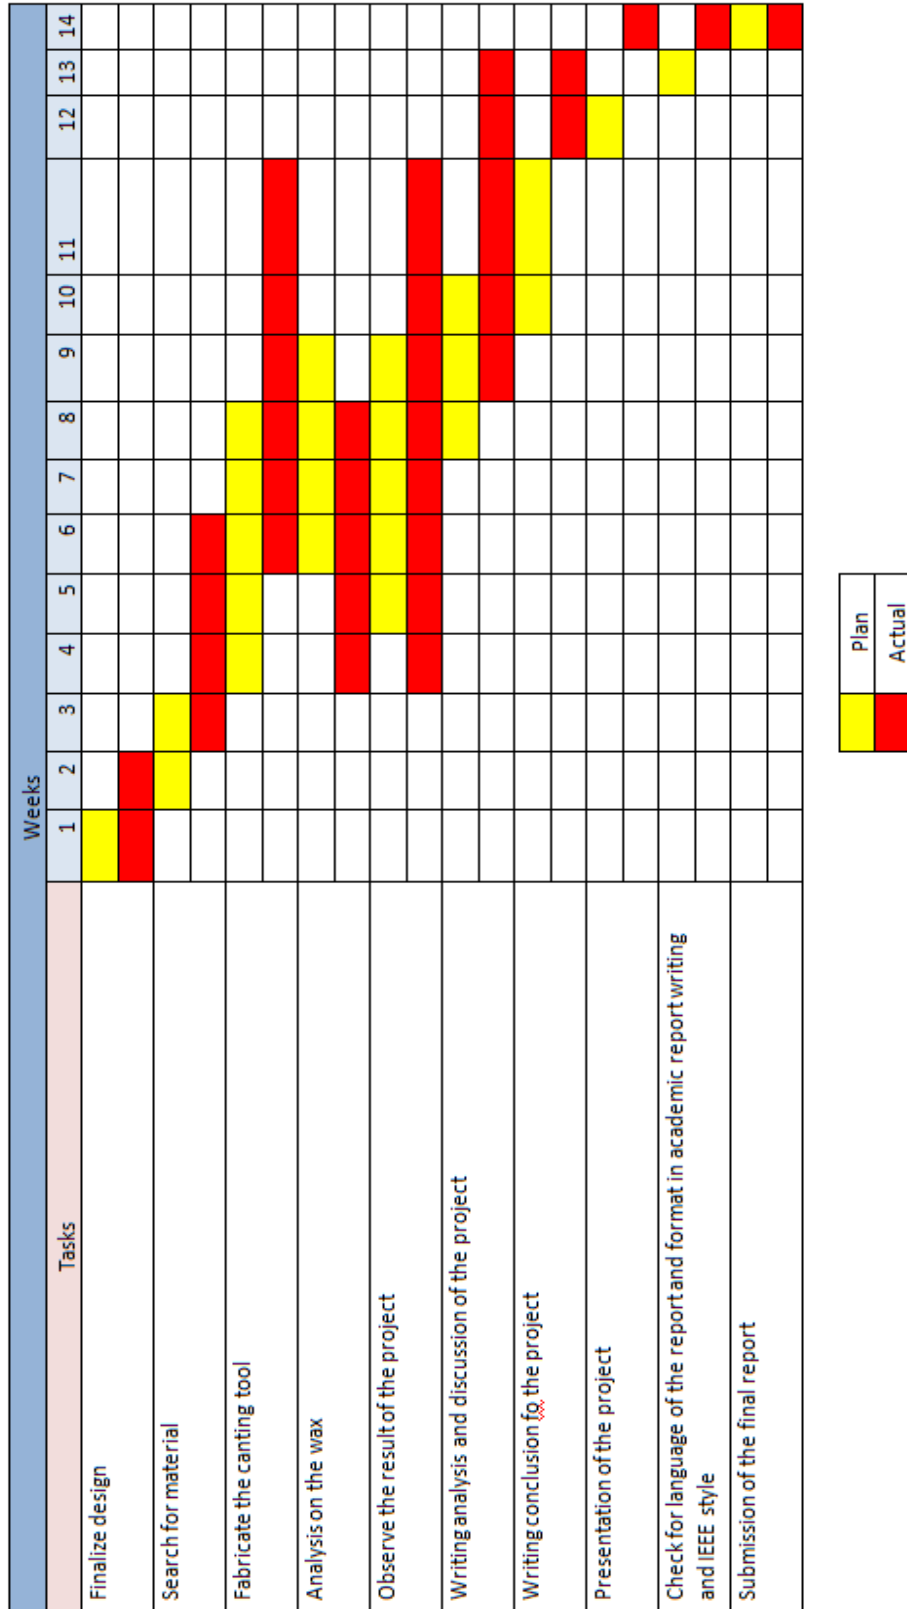 Weeks
Tasks 1 2 3 4 5 6 7 8 9 10 11 12 13 14
Finalize design
Search for material
Fabricate the canting tool
Analysis on the wax
Observe the result of the project
Writing analysis and discussion of the project
Writing conclusion fo the project
Presentation of the project
Check for language of the report and format in academic report writing
and IEEE style
Submission of the final report
Plan
Actual